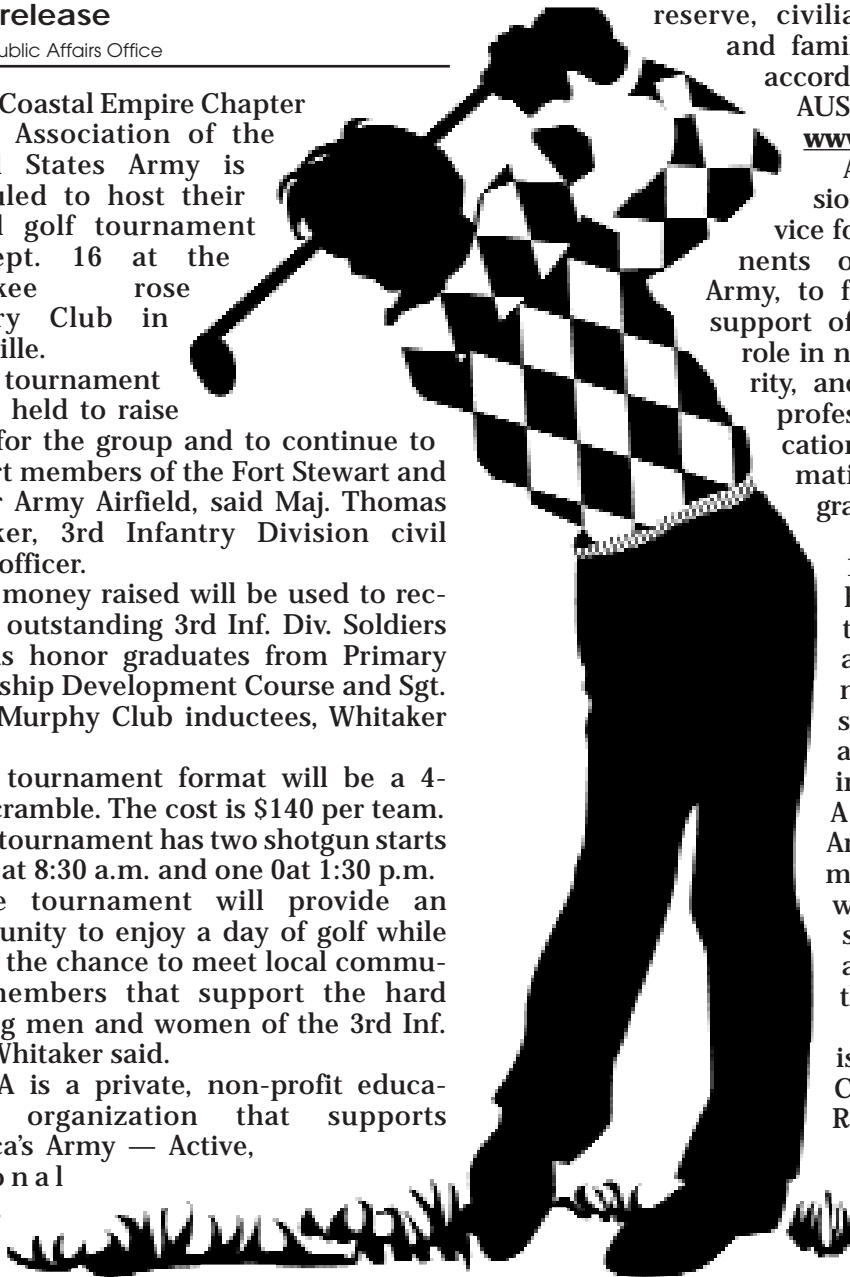 release
ublic Affairs Office
Coastal Empire Chapter
Association of the
States Army is
uled to host their
golf tournament
ept. 16 at the
kee rose
ry Club in
ille.
tournament
held to raise
for the group and to continue to
rt members of the Fort Stewart and
r Army Airfield, said Maj. Thomas
ker, 3rd Infantry Division civil
officer.
money raised will be used to rec-
outstanding 3rd Inf. Div. Soldiers
as honor graduates from Primary
ship Development Course and Sgt.
Murphy Club inductees, Whitaker
tournament format will be a 4-
cramble. The cost is $140 per team.
tournament has two shotgun starts
at 8:30 a.m. and one 0at 1:30 p.m.
e tournament will provide an
unity to enjoy a day of golf while
the chance to meet local commu-
members that support the hard
g men and women of the 3rd Inf.
Whitaker said.
A is a private, non-profit educa-
organization that supports
ca's Army — Active,
onal
reserve, civilia
and famil
accord
AUS
www
A
sio
vice fo
nents o
Army, to f
support of
role in n
rity, and
profes
cation
mati
gra
t
a
n
s
a
in
A
Ar
m
w
s
a
th
is
C
R